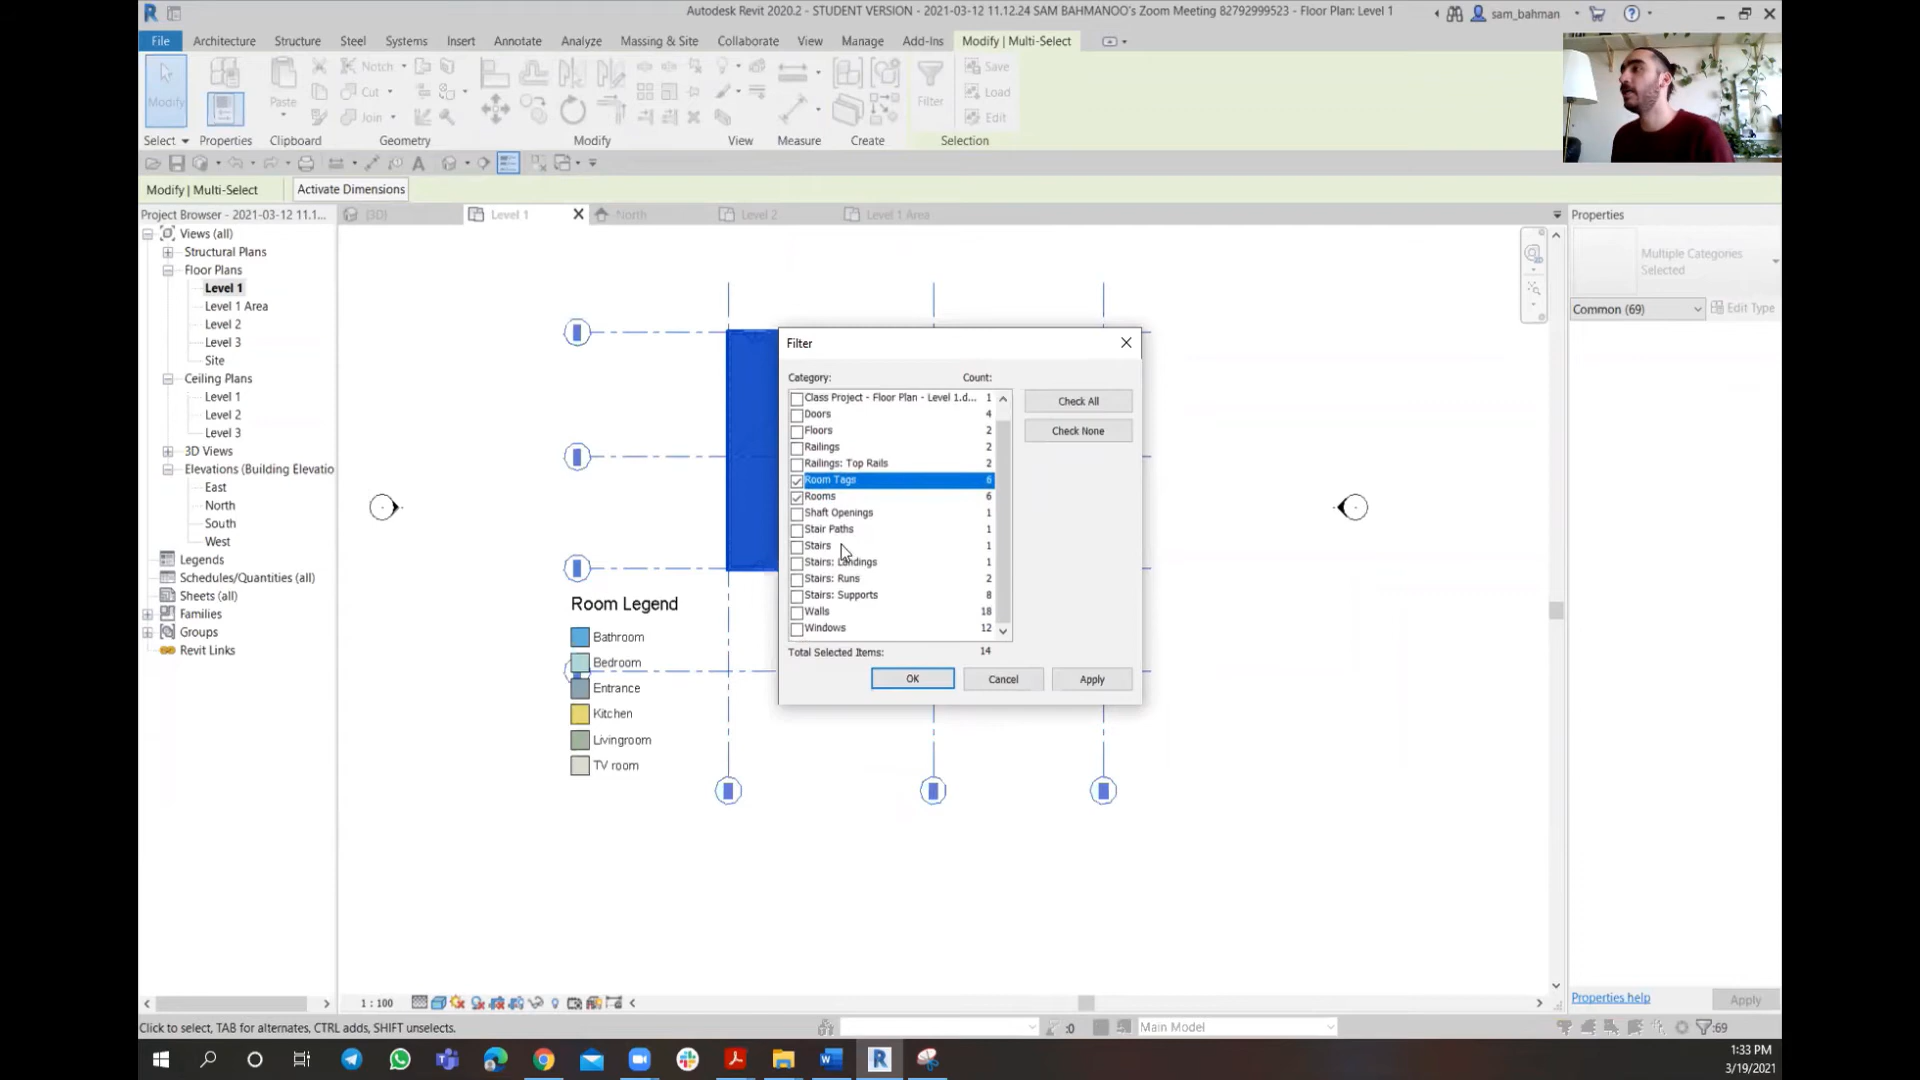 Autodesk Revit 2020.2 - STUDENT VERSION - 2021-03-12 11.12.24 SAM BAHMANOO's Zoom Meeting 82792999523 - Floor Plan: Level 1
sam_bahman
File Architecture Structure Steel Systems Insert Annotate Analyze Massing & Site Collaborate View Manage Add-Ins Modify | Multi-Select
Modify
Paste
Notch
Cut
Join
Filter
Save
Load
Edit
Select Properties Clipboard Geometry Modify View Measure Create Selection
Modify | Multi-Select Activate Dimensions
Project Browser - 2021-03-12 11.1...
Views (all)
Structural Plans
Floor Plans
Level 1
Level 1 Area
Level 2
Level 3
Site
Ceiling Plans
Level 1
Level 2
Level 3
3D Views
Elevations (Building Elevatio
East
North
South
West
Legends
Schedules/Quantities (all)
Sheets (all)
Families
Groups
Revit Links
{3D} Level 1 North Level 2 Level 1 Area
Room Legend
Bathroom
Bedroom
Entrance
Kitchen
Livingroom
TV room
Filter
Category: Count:
Class Project - Floor Plan - Level 1.d... 1
Doors 4
Floors 2
Railings 2
Railings: Top Rails 2
Room Tags 6
Rooms 6
Shaft Openings 1
Stair Paths 1
Stairs 1
Stairs: Landings 1
Stairs: Runs 2
Stairs: Supports 8
Walls 18
Windows 12
Total Selected Items: 14
Check All
Check None
OK Cancel Apply
Properties
Multiple Categories
Selected
Common (69) Edit Type
Properties help Apply
1 : 100
Click to select, TAB for alternates, CTRL adds, SHIFT unselects.
:0 Main Model :69
1:33 PM
3/19/2021